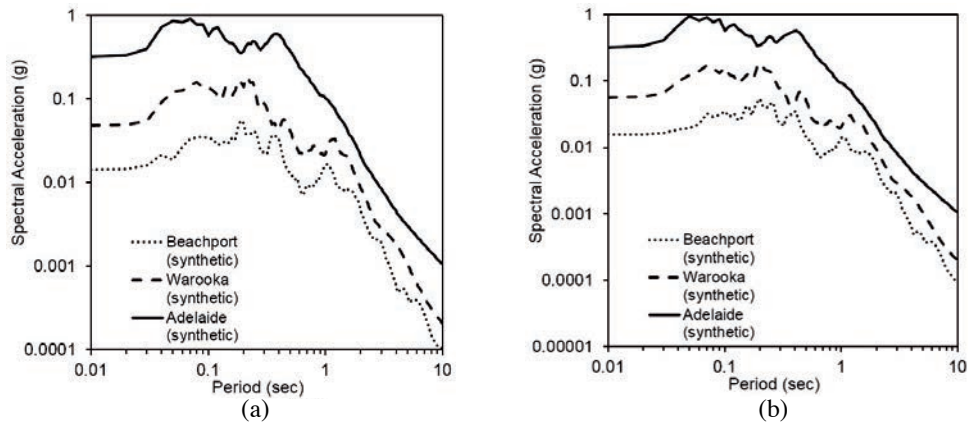 Spectral Acceleration (g)
1
0.1
0.01
0.001
0.0001
Beachport
(synthetic)
Warooka
(synthetic)
Adelaide
(synthetic)
0.01
0.1
1
10
Period (sec)
(a)
Spectral Acceleration (g)
1
0.1
0.01
0.001
0.0001
0.00001
Beachport
(synthetic)
Warooka
(synthetic)
Adelaide
(synthetic)
0.01
0.1
1
10
Period (sec)
(b)